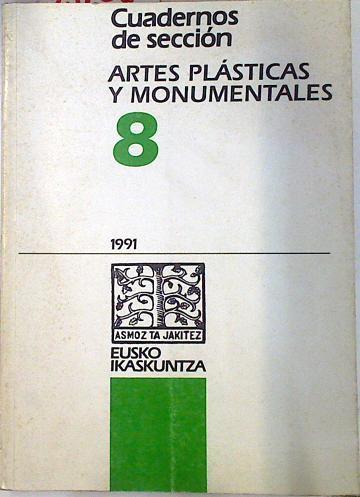 Cuadernos
de sección
ARTES PLÁSTICAS
Y MONUMENTALES
8
1991
ASMOZ TA JAKITEZ
EUSKO
IKASKUNTZA